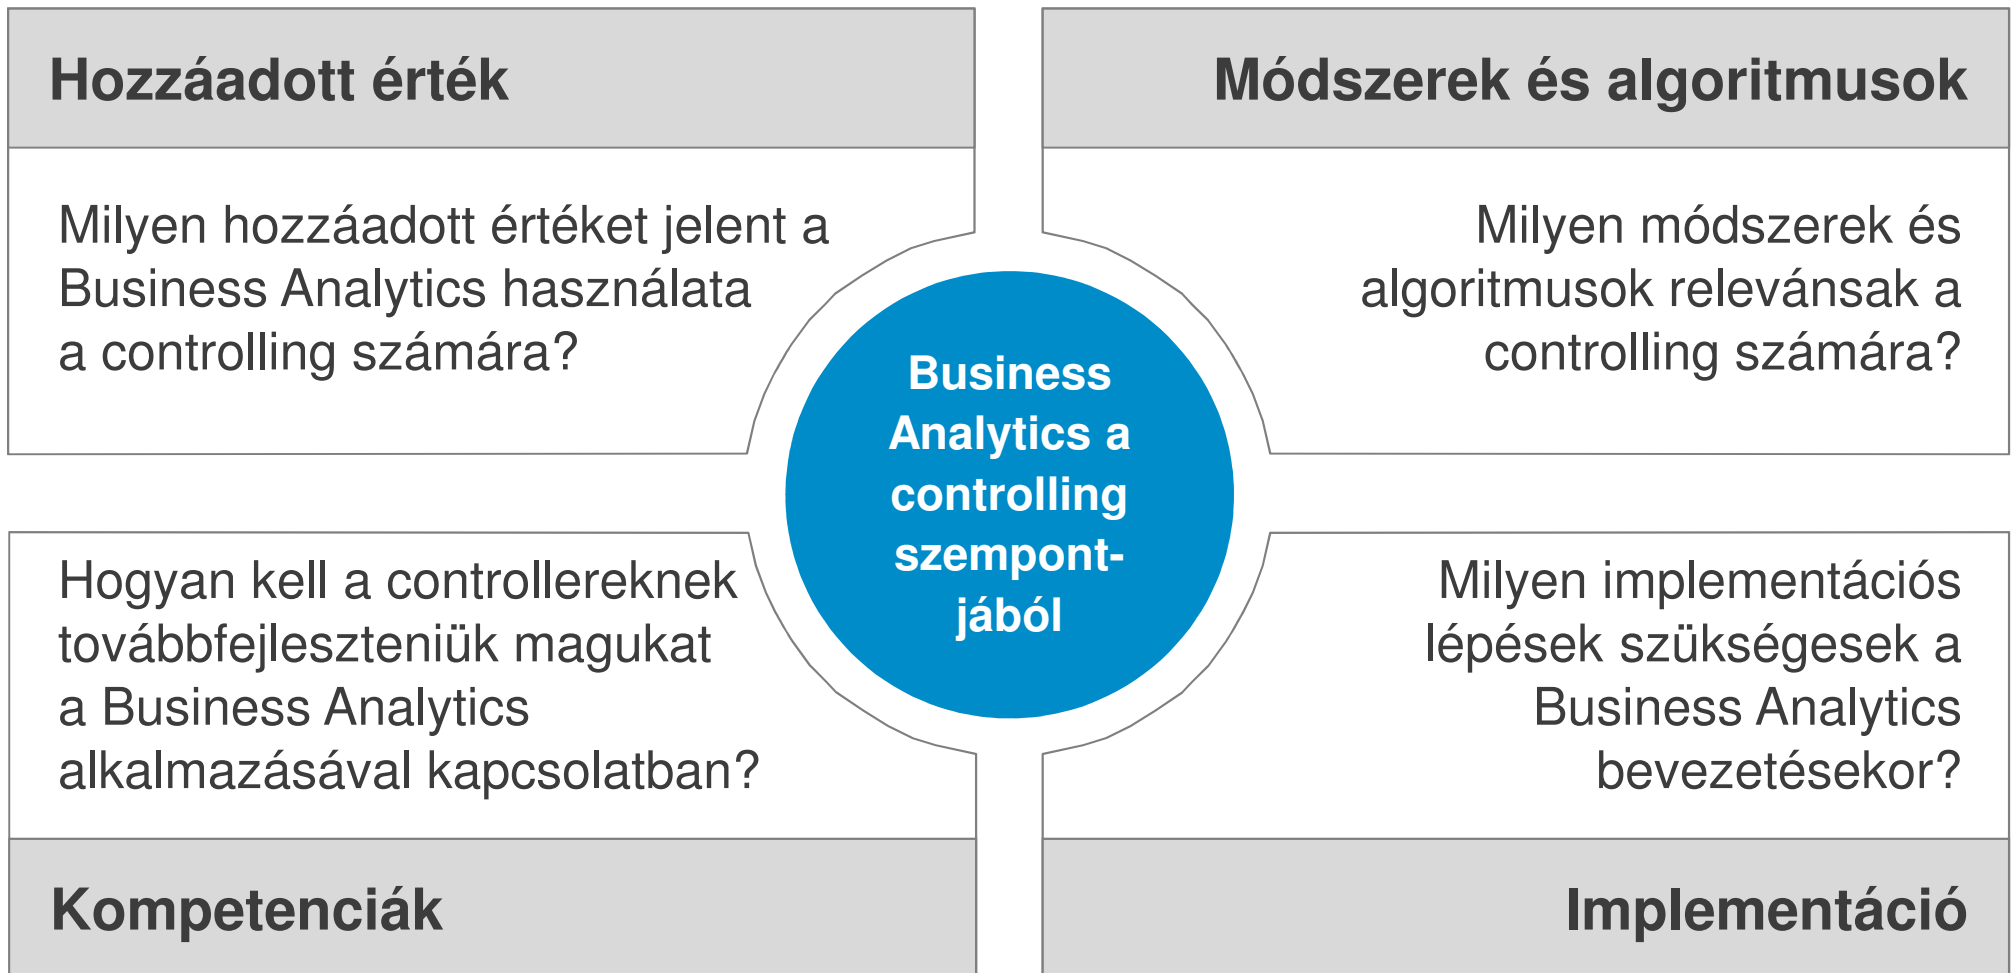 Hozzáadott érték
Milyen hozzáadott értéket jelent a
Business Analytics használata
a controlling számára?
Módszerek és algoritmusok
Milyen módszerek és
algoritmusok relevánsak a
controlling számára?
Business
Analytics a
controlling
szempont-
jából
Hogyan kell a controllereknek
továbbfejleszteniük magukat
a Business Analytics
alkalmazásával kapcsolatban?
Kompetenciák
Milyen implementációs
lépések szükségesek a
Business Analytics
bevezetésekor?
Implementáció